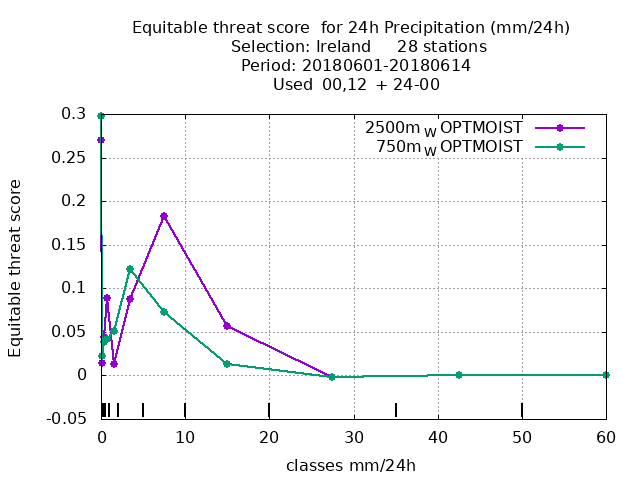 Equitable threat score  for 24h Precipitation (mm/24h)
Selection: Ireland     28 stations
Period: 20180601-20180614
Used  00,12  + 24-00
2500m W OPTMOIST
750m W OPTMOIST
0.3
0.25
0.2
0.15
0.1
0.05
0
-0.05
Equitable threat score
0 10 20 30 40 50 60
classes mm/24h